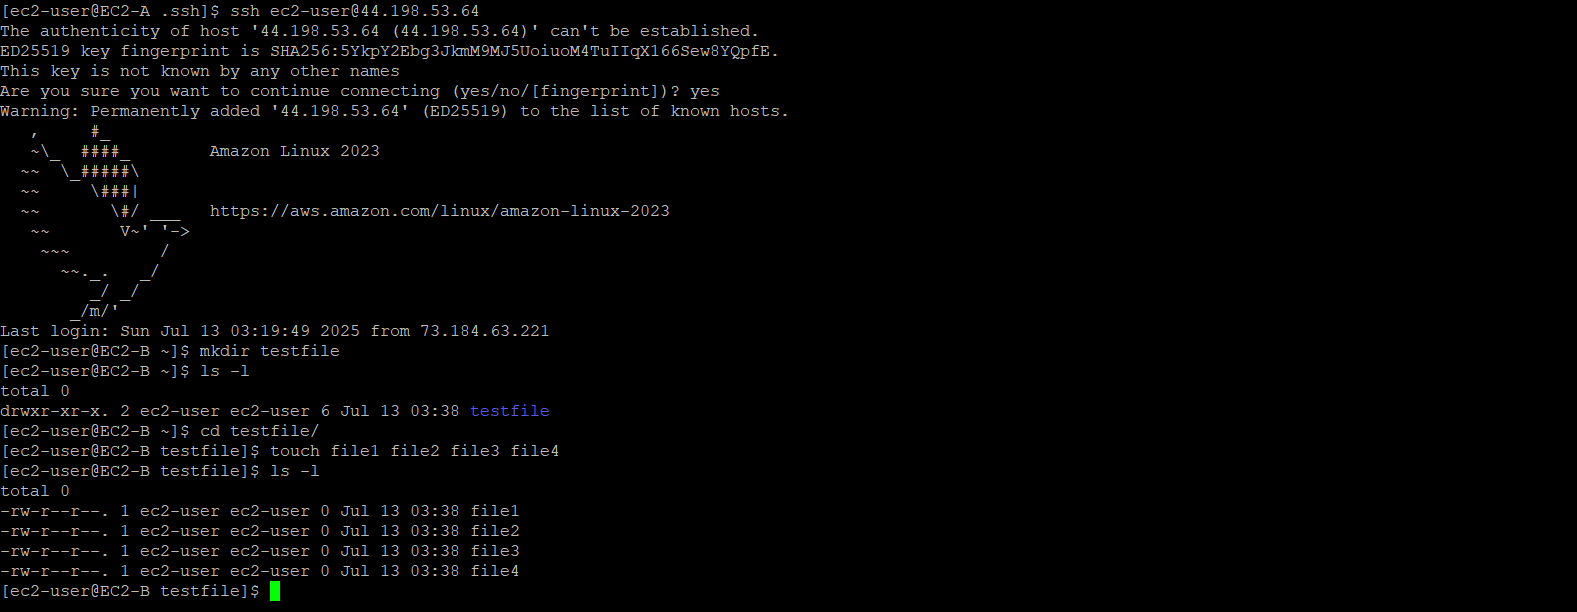 [ec2-user@EC2-A .ssh]$ ssh ec2-user@44.198.53.64
The authenticity of host '44.198.53.64 (44.198.53.64)' can't be established.
ED25519 key fingerprint is SHA256:5YkpY2Ebg3JkmM9MJ5UoiuoM4TuIIqX166Sew8YQpfE.
This key is not known by any other names
Are you sure you want to continue connecting (yes/no/[fingerprint])? yes
Warning: Permanently added '44.198.53.64' (ED25519) to the list of known hosts.
   ,     #_
   ~\_  ####_        Amazon Linux 2023
  ~~  \_#####\
  ~~     \###|
  ~~       \#/ ___   https://aws.amazon.com/linux/amazon-linux-2023
   ~~       V~' '->
    ~~~         /
      ~~._.   _/
         _/ _/
       _/m/'
Last login: Sun Jul 13 03:19:49 2025 from 73.184.63.221
[ec2-user@EC2-B ~]$ mkdir testfile
[ec2-user@EC2-B ~]$ ls -l
total 0
drwxr-xr-x. 2 ec2-user ec2-user 6 Jul 13 03:38 testfile
[ec2-user@EC2-B ~]$ cd testfile/
[ec2-user@EC2-B testfile]$ touch file1 file2 file3 file4
[ec2-user@EC2-B testfile]$ ls -l
total 0
-rw-r--r--. 1 ec2-user ec2-user 0 Jul 13 03:38 file1
-rw-r--r--. 1 ec2-user ec2-user 0 Jul 13 03:38 file2
-rw-r--r--. 1 ec2-user ec2-user 0 Jul 13 03:38 file3
-rw-r--r--. 1 ec2-user ec2-user 0 Jul 13 03:38 file4
[ec2-user@EC2-B testfile]$